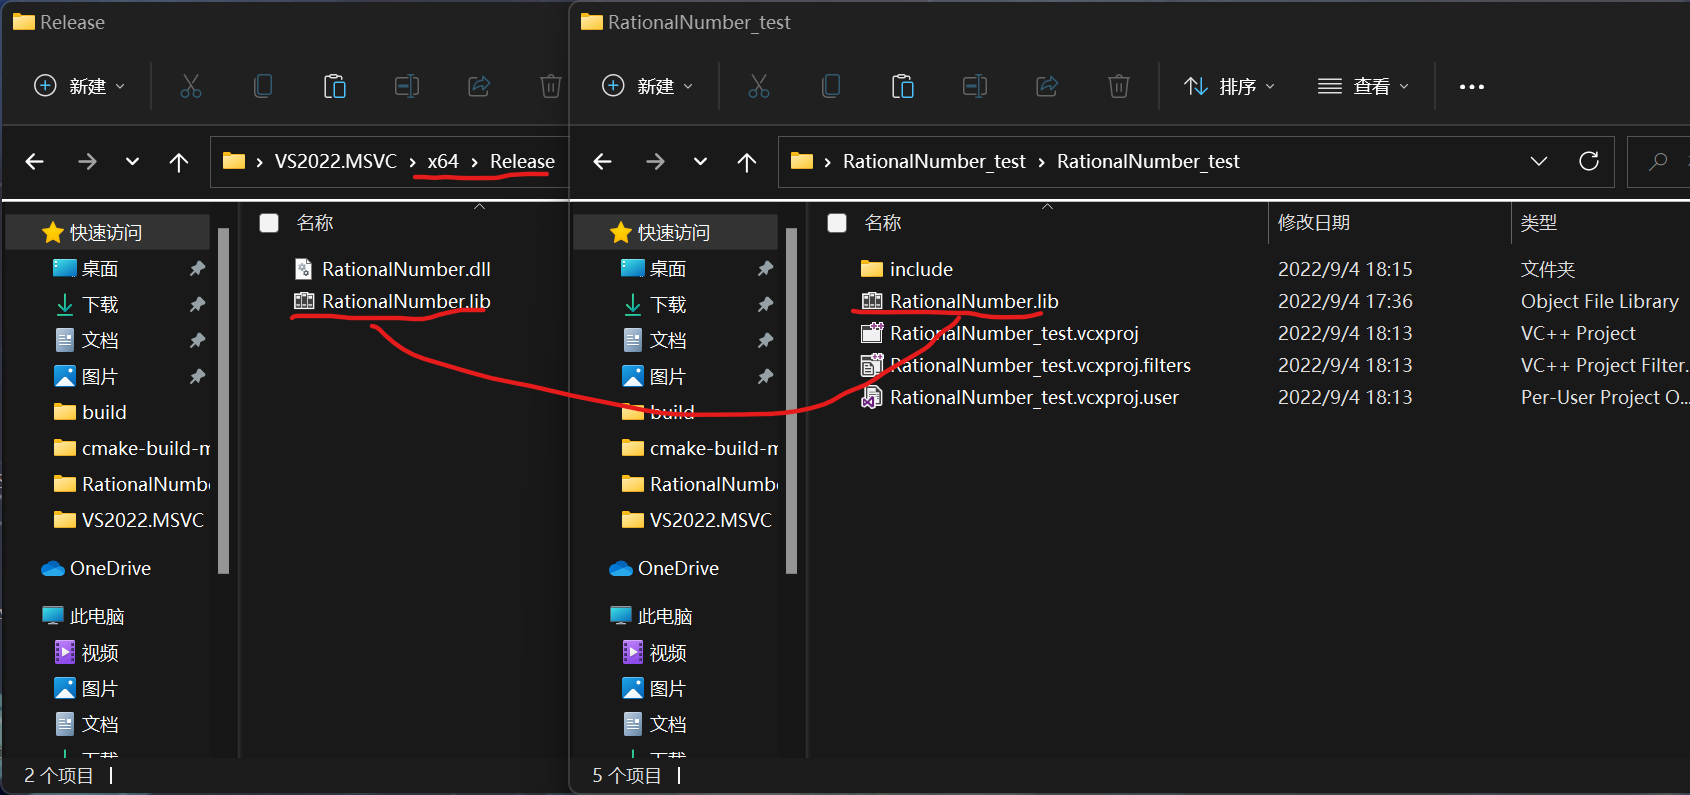 Release
新建
VS2022.MSVC › x64 › Release
名称
快速访问
桌面
下载
文档
图片
build
cmake-build-m
RationalNumbe
VS2022.MSVC
OneDrive
此电脑
视频
图片
文档
下载
RationalNumber.dll
RationalNumber.lib
2 个项目
RationalNumber_test
新建
排序
查看
RationalNumber_test › RationalNumber_test
名称 修改日期 类型
快速访问
桌面
下载
文档
图片
build
cmake-build-m
RationalNumbe
VS2022.MSVC
OneDrive
此电脑
视频
图片
文档
下载
include 2022/9/4 18:15 文件夹
RationalNumber.lib 2022/9/4 17:36 Object File Library
RationalNumber_test.vcxproj 2022/9/4 18:13 VC++ Project
RationalNumber_test.vcxproj.filters 2022/9/4 18:13 VC++ Project Filter...
RationalNumber_test.vcxproj.user 2022/9/4 18:13 Per-User Project O...
5 个项目